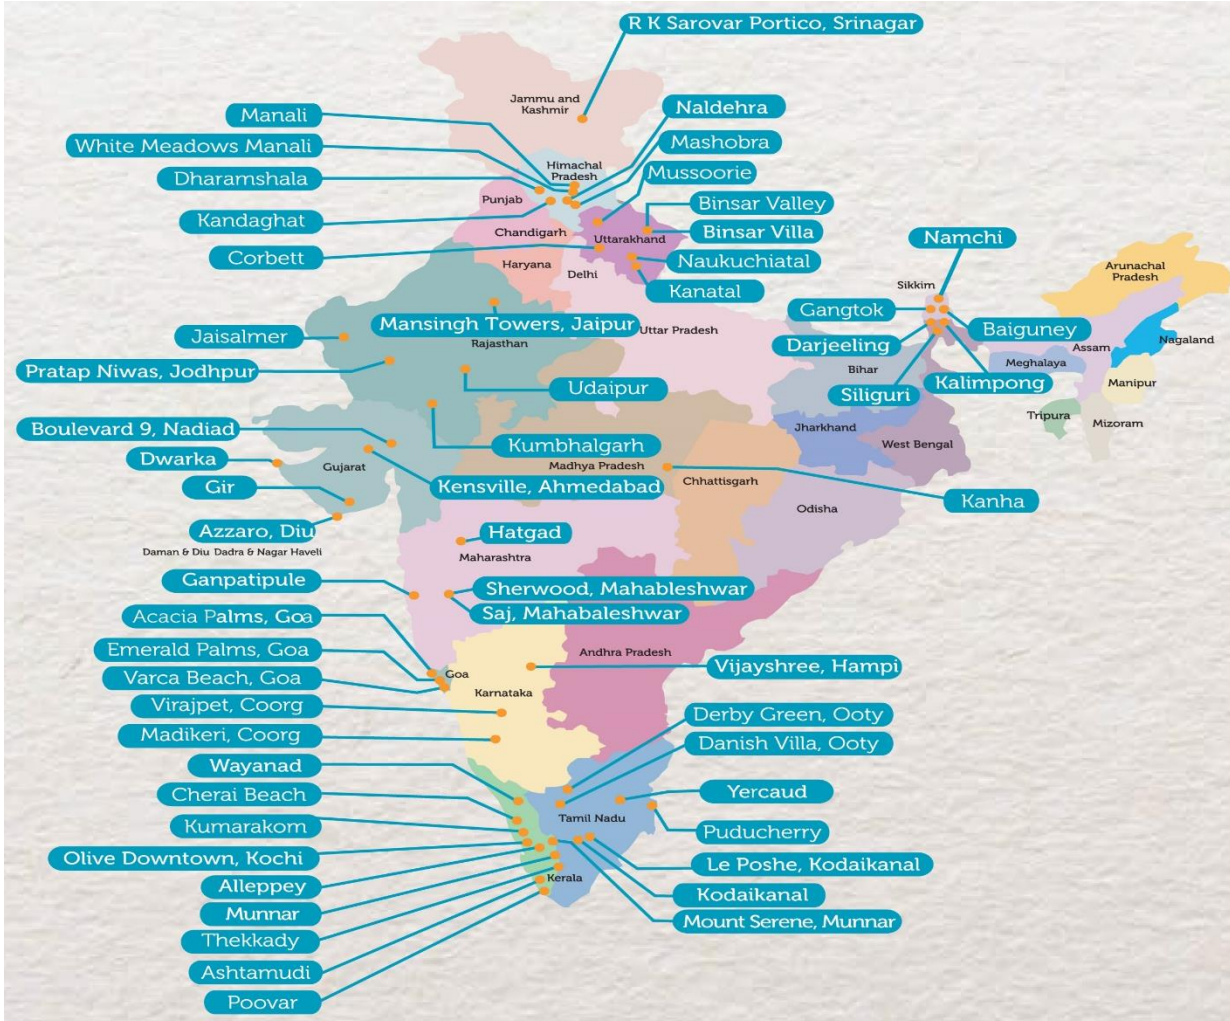 R K Sarovar Portico, Srinagar
Jammu and
Kashmir
Manali
Naldehra
White Meadows Manali
Mashobra
Himachal
Pradesh
Dharamshala
Mussoorie
Punjab
Binsar Valley
Kandaghat
Chandigarh
Uttarakhand
Binsar Villa
Namchi
Corbett
Haryana
Delhi
Naukuchiatal
Kanatal
Arunachal
Pradesh
Sikkim
Gangtok
Baiguney
Mansingh Towers, Jaipur
Uttar Pradesh
Jaisalmer
Rajasthan
Darjeeling
Assam
Nagaland
Meghalaya
Pratap Niwas, Jodhpur
Bihar
Kalimpong
Manipur
Udaipur
Siliguri
Tripura
Mizoram
Boulevard 9, Nadiad
Kumbhalgarh
Jharkhand
West Bengal
Dwarka
Gujarat
Madhya Pradesh
Chhattisgarh
Gir
Kensville, Ahmedabad
Kanha
Odisha
Azzaro, Diu
Daman & Diu Dadra & Nagar Haveli
Hatgad
Maharashtra
Ganpatipule
Sherwood, Mahableshwar
Saj, Mahabaleshwar
Acacia Palms, Goa
Emerald Palms, Goa
Andhra Pradesh
Varca Beach, Goa
Goa
Vijayshree, Hampi
Karnataka
Virajpet, Coorg
Derby Green, Ooty
Madikeri, Coorg
Danish Villa, Ooty
Wayanad
Cherai Beach
Yercaud
Kumarakom
Tamil Nadu
Puducherry
Olive Downtown, Kochi
Le Poshe, Kodaikanal
Alleppey
Kerala
Kodaikanal
Munnar
Mount Serene, Munnar
Thekkady
Ashtamudi
Poovar